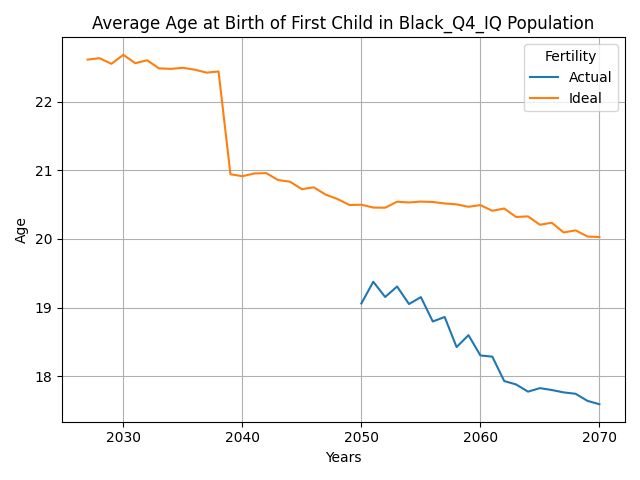 Average Age at Birth of First Child in Black_Q4_IQ Population
Fertility
Actual
Ideal
Age
22
21
20
19
18
2030 2040 2050 2060 2070
Years